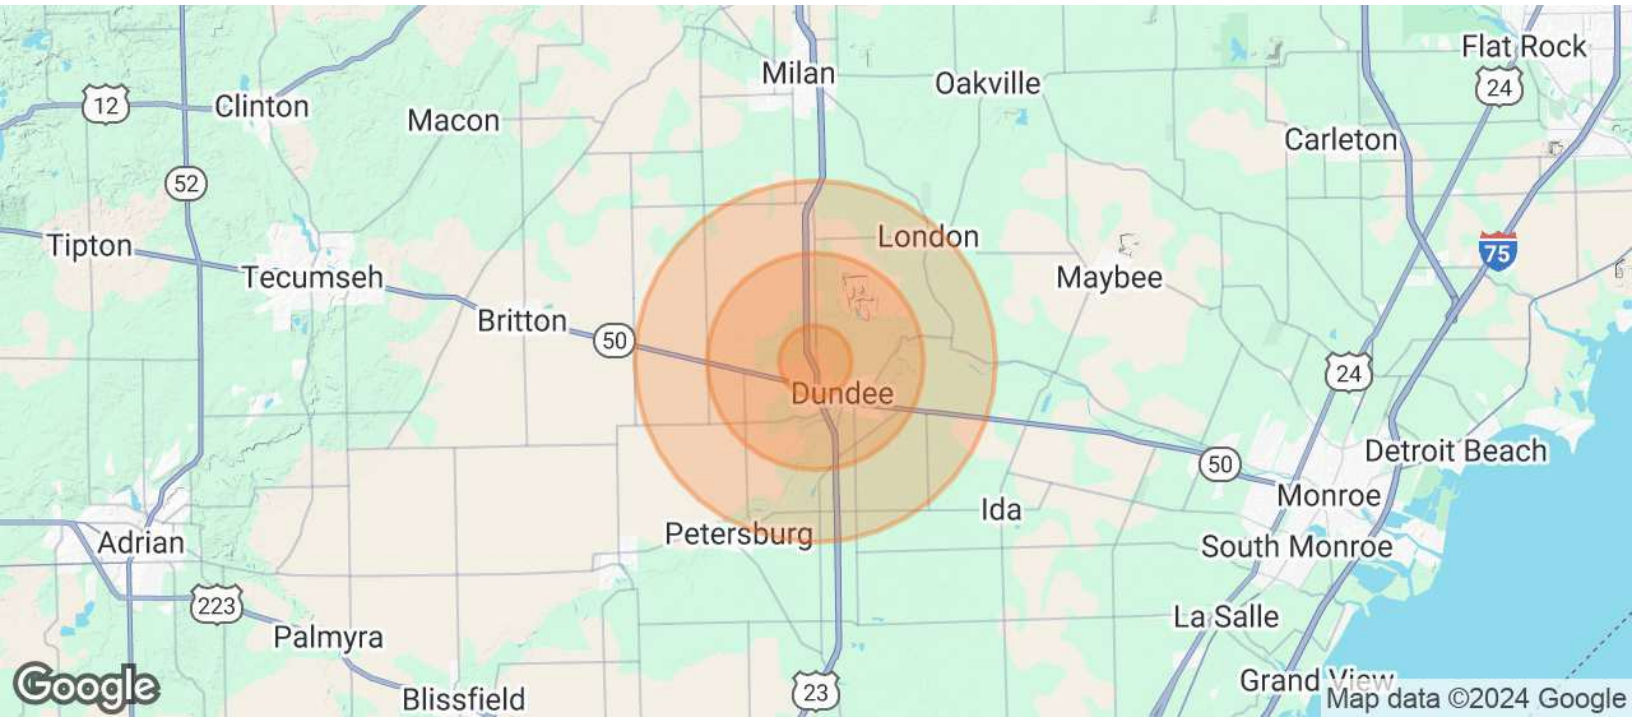 Flat Rock
Milan
Oakville
24
12
Clinton
Macon
Carleton
52
London
Tipton
75
Tecumseh
Maybee
Britton
50
24
Dundee
Detroit Beach
50
Monroe
Ida
Petersburg
Adrian
South Monroe
223
La Salle
Palmyra
Grand View
Google
Blissfield
23
Map data ©2024 Google